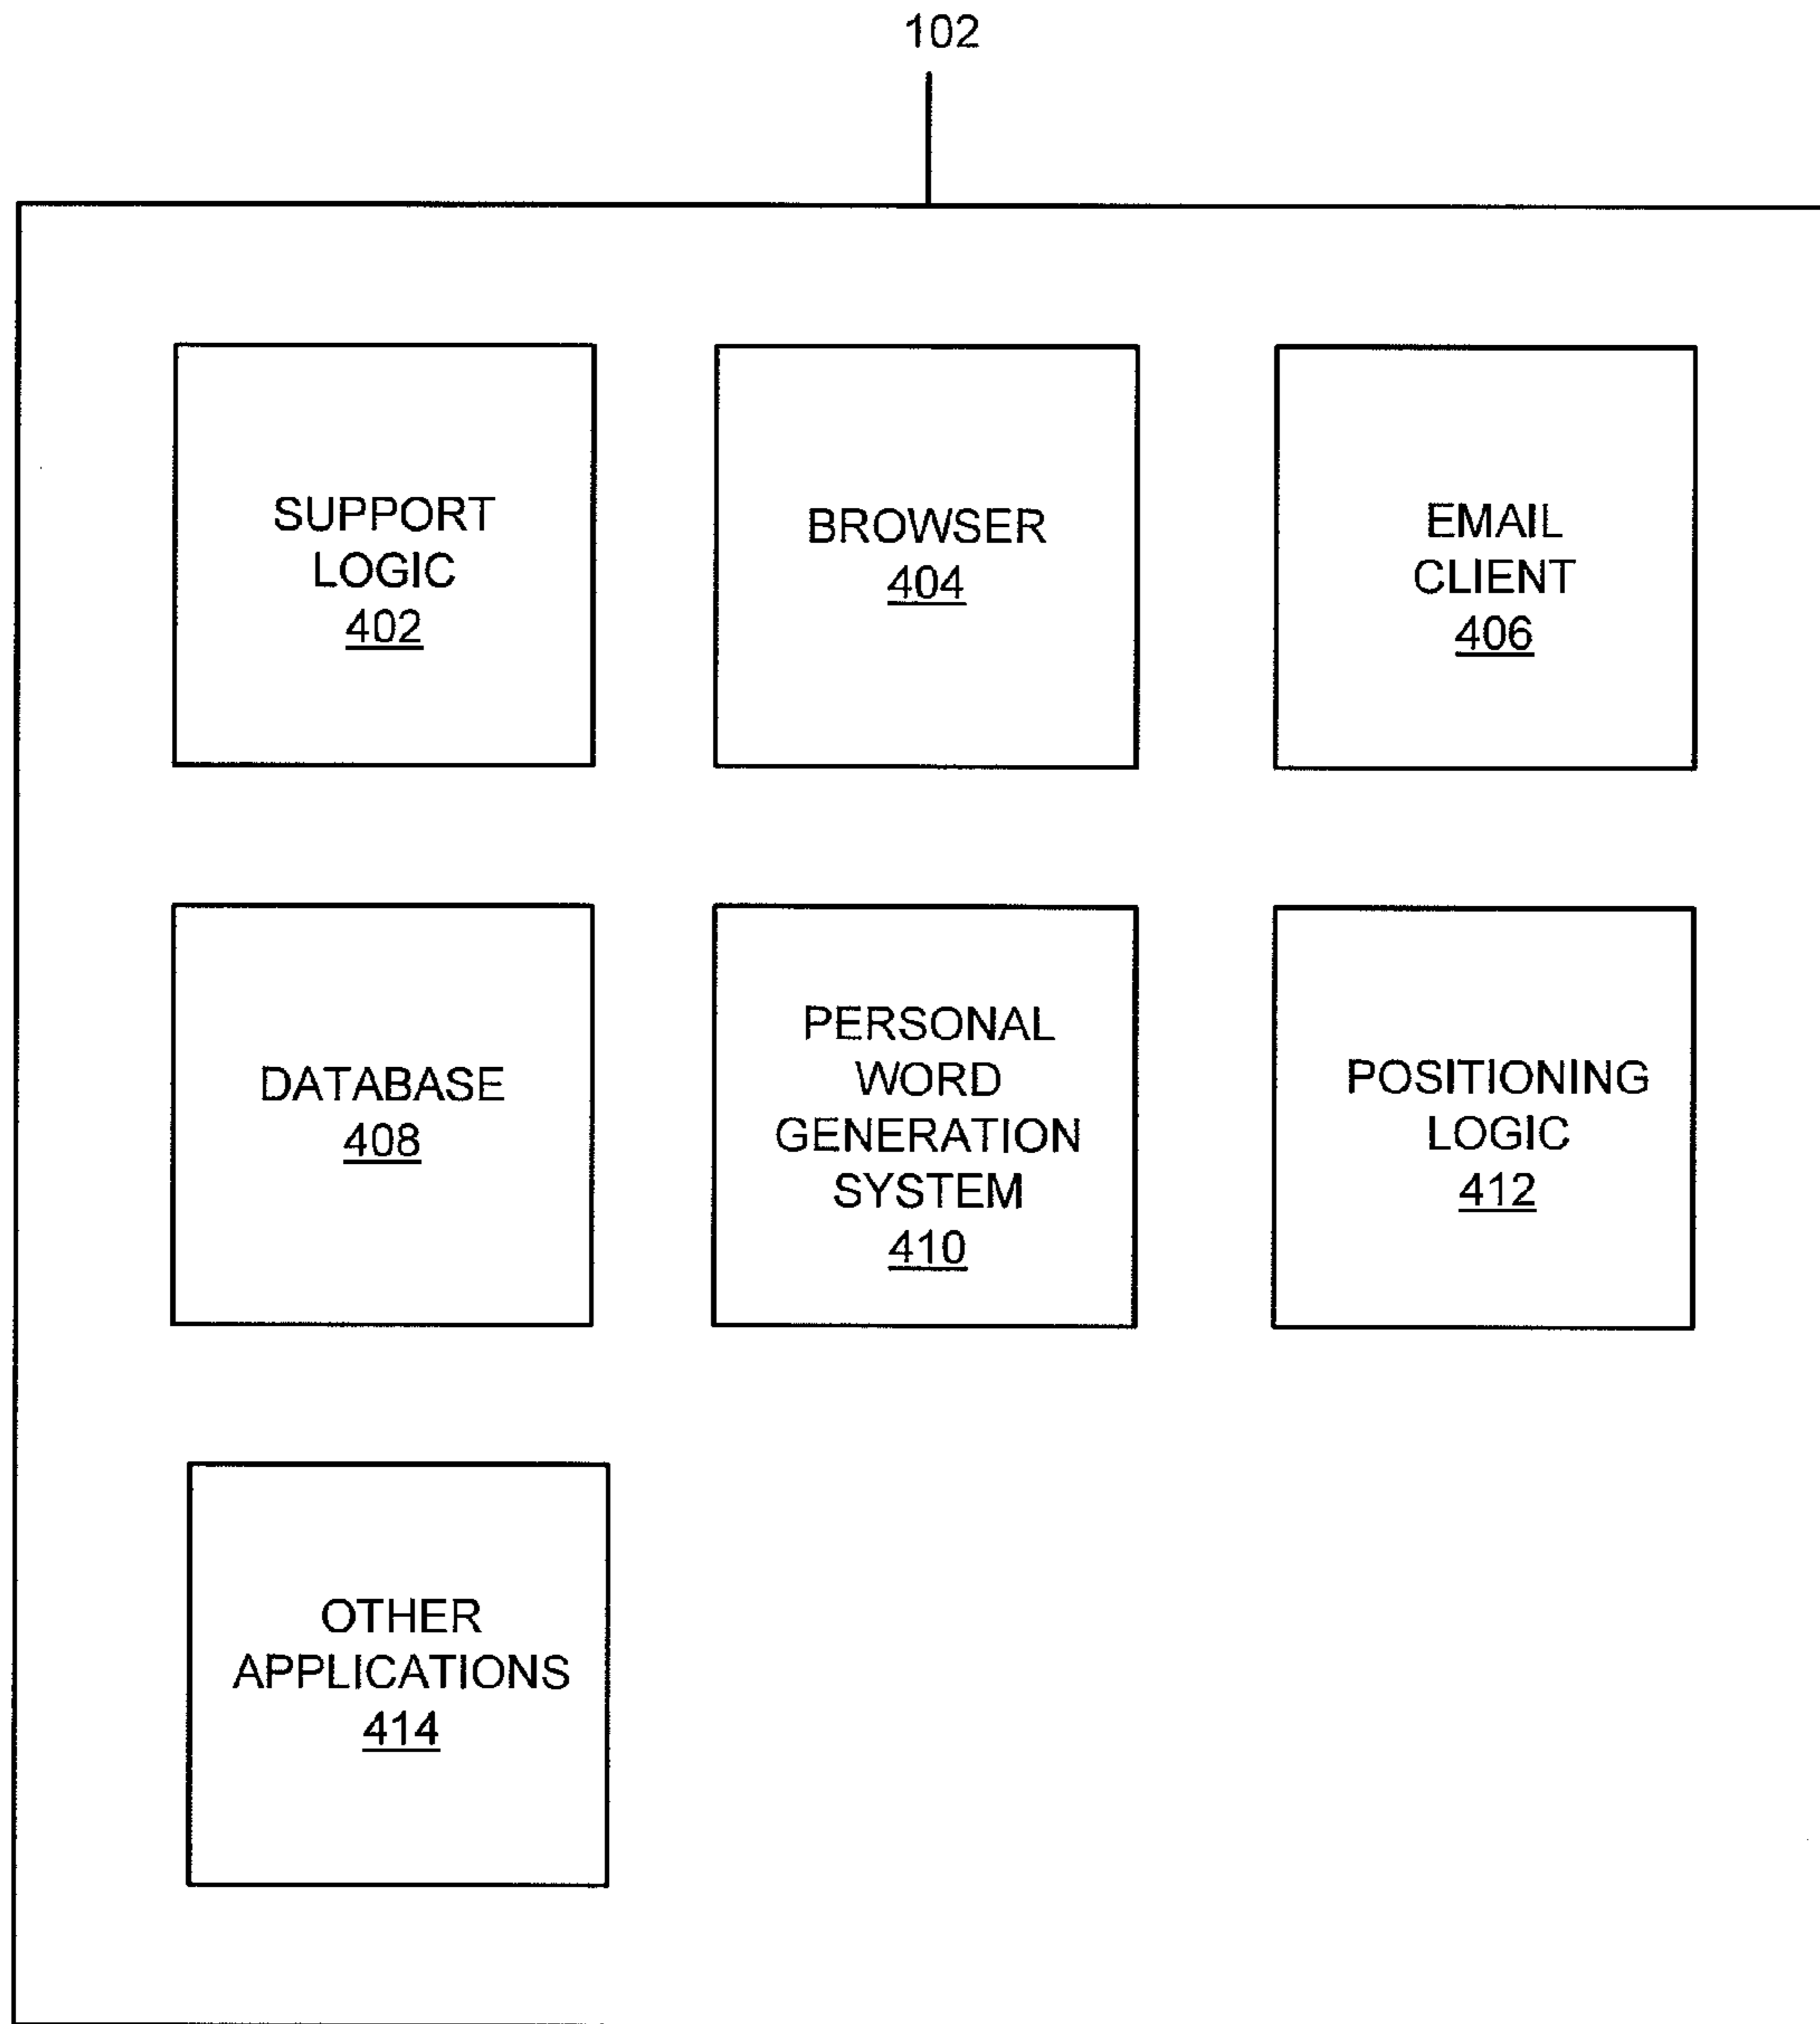 102
SUPPORT
LOGIC
402
BROWSER
404
EMAIL
CLIENT
406
DATABASE
408
PERSONAL
WORD
GENERATION
SYSTEM
410
POSITIONING
LOGIC
412
OTHER
APPLICATIONS
414